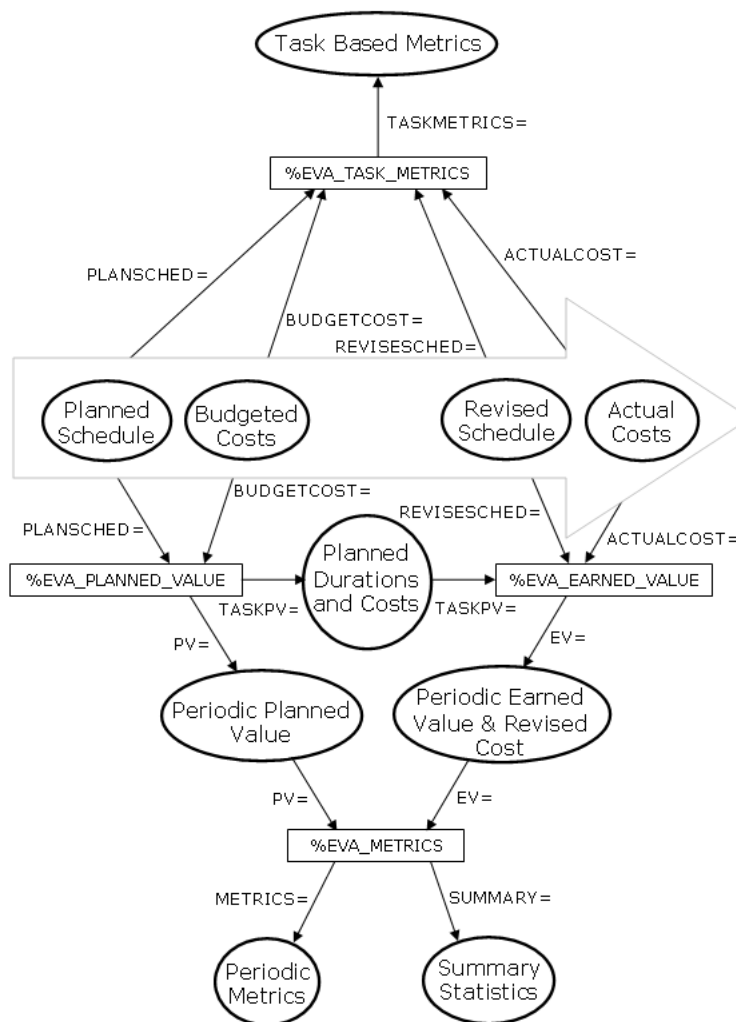 Task Based Metrics
TASKMETRICS=
%EVA_TASK_METRICS
PLANSCHED=
ACTUALCOST=
BUDGETCOST=
REVISESCHED=
Planned
Schedule
Budgeted
Costs
Revised
Schedule
Actual
Costs
BUDGETCOST=
REVISESCHED=
PLANSCHED=
ACTUALCOST=
Planned
Durations
and Costs
%EVA_PLANNED_VALUE
%EVA_EARNED_VALUE
TASKPV=
TASKPV=
PV=
EV=
Periodic Planned
Value
Periodic Earned
Value & Revised
Cost
PV=
EV=
%EVA_METRICS
METRICS=
SUMMARY=
Periodic
Metrics
Summary
Statistics